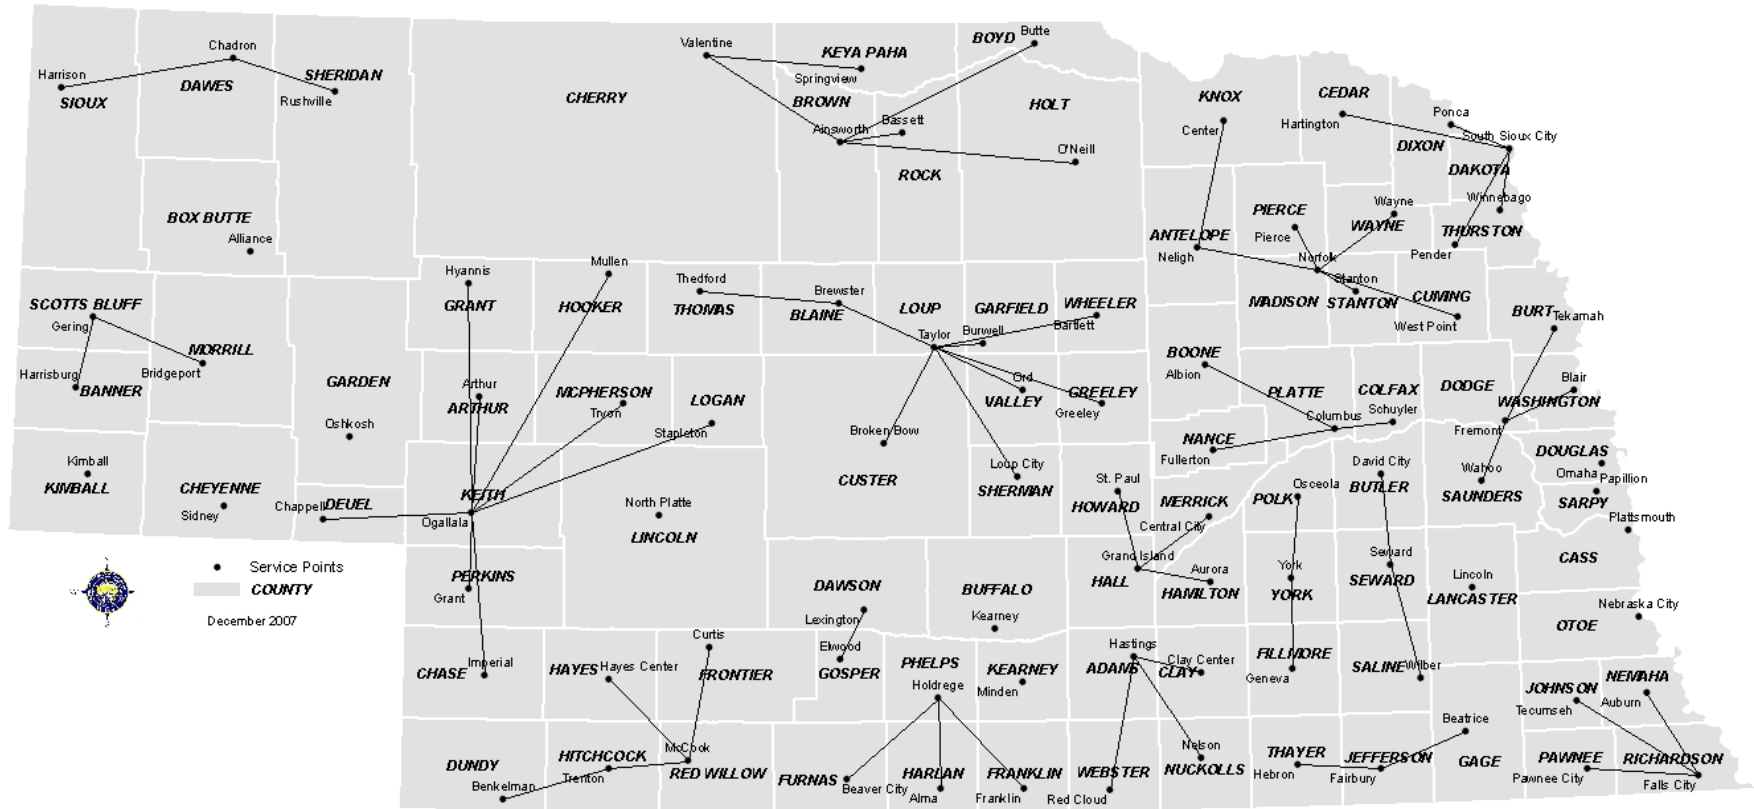 Harrison
SIOUX
Chadron
DAWES
SHERIDAN
Rushville
CHERRY
Valentine
KEYA PAHA
Springview
BROWN
Ainsworth
Bassett
ROCK
BOYD
Butte
HOLT
O'Neill
KNOX
Center
CEDAR
Hartington
Ponca
DIXON
South Sioux City
DAKOTA
Winnebago
THURSTON
Pender
BOX BUTTE
Alliance
PIERCE
Pierce
Wayne
WAYNE
ANTELOPE
Neligh
Norfolk
MADISON
Stanton
STANTON
CUMING
West Point
BURT
Tekamah
SCOTTS BLUFF
Gering
MORRILL
Bridgeport
Harrisburg
BANNER
GARDEN
Oshkosh
Hyannis
GRANT
Mullen
HOOKER
Thedford
THOMAS
Brewster
BLAINE
LOUP
Taylor
GARFIELD
Burwell
WHEELER
Bartlett
Arthur
ARTHUR
MCPHERSON
Tryon
LOGAN
Stapleton
Broken Bow
CUSTER
Ord
VALLEY
GREELEY
Greeley
Loup City
SHERMAN
BOONE
Albion
PLATTE
Columbus
COLFAX
Schuyler
DODGE
Fremont
Blair
WASHINGTON
NANCE
Fullerton
Kimball
KIMBALL
CHEYENNE
Sidney
Chappell
DEUEL
KEITH
Ogallala
North Platte
LINCOLN
St. Paul
HOWARD
MERRICK
Central City
POLK
Osceola
David City
BUTLER
Wahoo
SAUNDERS
DOUGLAS
Omaha
Papillion
SARPY
Plattsmouth
CASS
PERKINS
Grant
DAWSON
Lexington
BUFFALO
Kearney
Grand Island
HALL
Aurora
HAMILTON
York
YORK
Seward
SEWARD
Lincoln
LANCASTER
Nebraska City
OTOE
CHASE
Imperial
HAYES
Hayes Center
Curtis
FRONTIER
Elwood
GOSPER
PHELPS
Holdrege
KEARNEY
Minden
Hastings
ADAMS
Clay Center
CLAY
FILLMORE
Geneva
SALINE
Wilber
JOHNSON
Tecumseh
NEMAHA
Auburn
DUNDY
Benkelman
HITCHCOCK
Trenton
McCook
RED WILLOW
FURNAS
Beaver City
HARLAN
Alma
FRANKLIN
Franklin
WEBSTER
Red Cloud
Nelson
NUCKOLLS
THAYER
Hebron
JEFFERSON
Fairbury
Beatrice
GAGE
PAWNEE
Pawnee City
RICHARDSON
Falls City
Service Points
COUNTY
December 2007